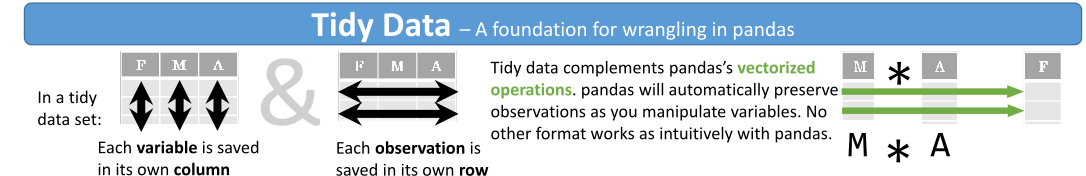 Tidy Data – A foundation for wrangling in pandas
F M A
&
F M A
In a tidy
data set:
Each variable is saved
in its own column
Each observation is
saved in its own row
Tidy data complements pandas’s vectorized
operations. pandas will automatically preserve
observations as you manipulate variables. No
other format works as intuitively with pandas.
M * A F
M * A